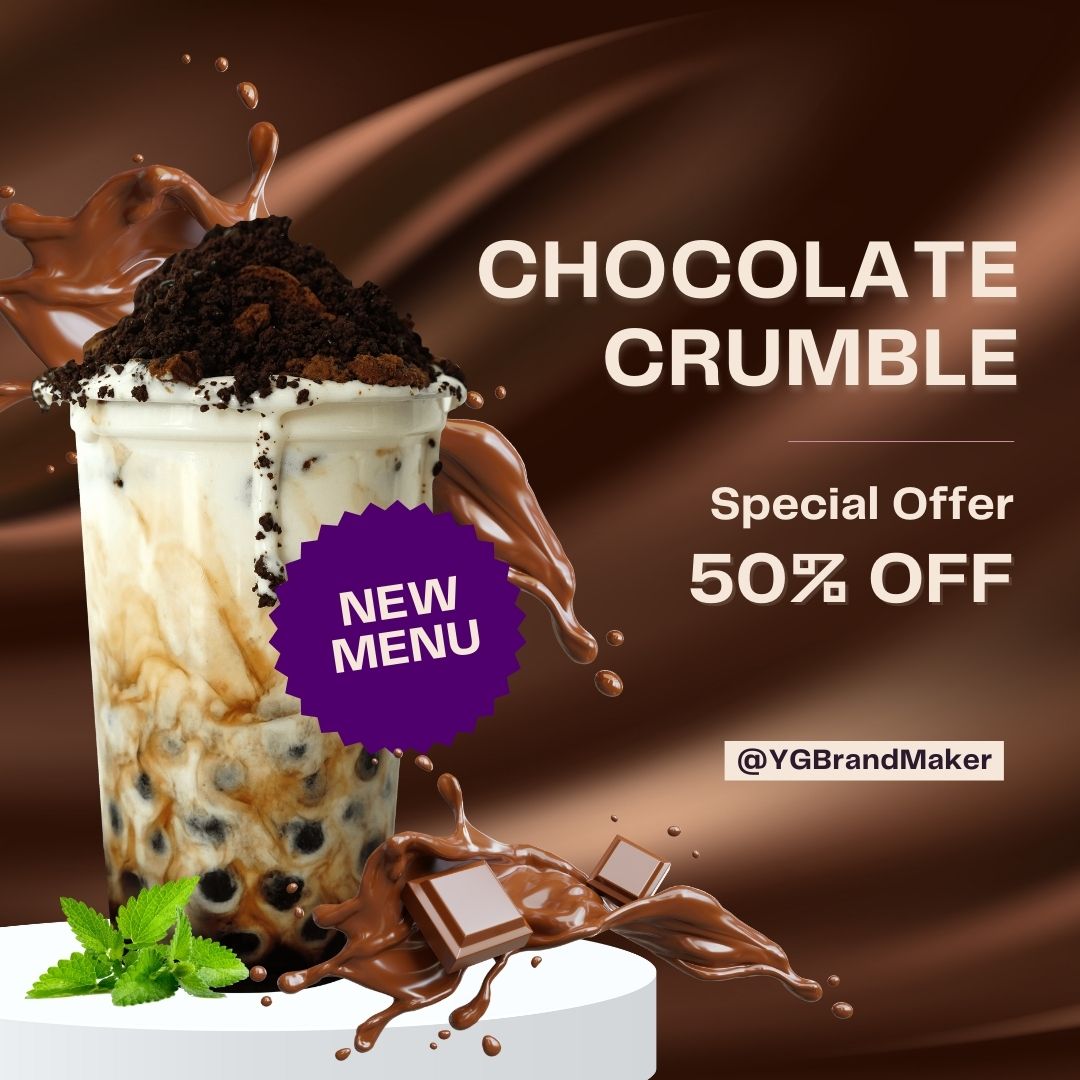 CHOCOLATE
CRUMBLE
Special Offer
50% OFF
NEW
MENU
@YGBrandMaker